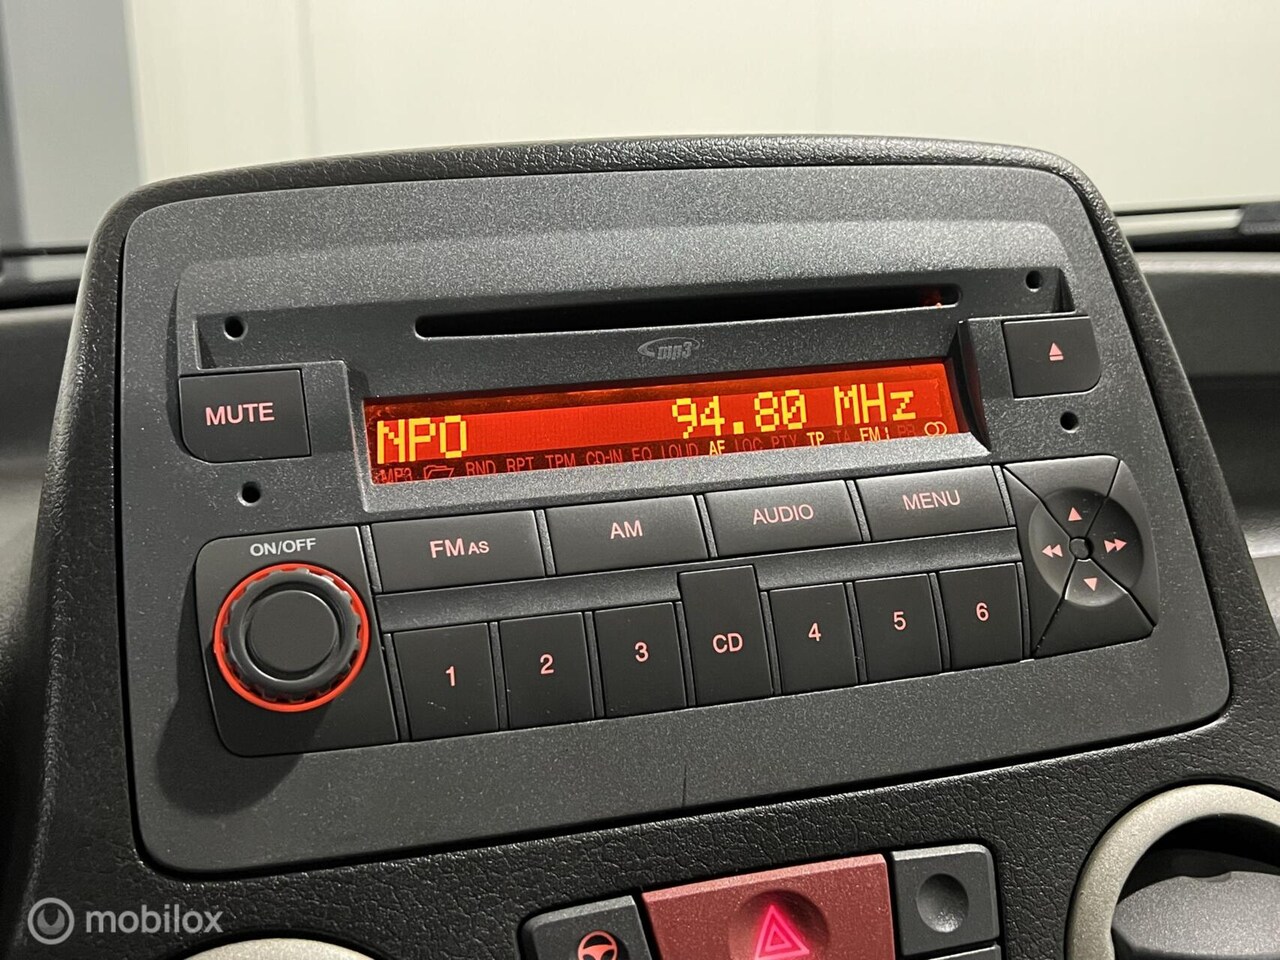 mp3
MUTE
NPO 94.80 MHz
MP3 RND RPT TPM CD-IN EQ LOUD AF LOC PTY TP TA FM I
ON/OFF
FM AS AM AUDIO MENU
1 2 3 CD 4 5 6
mobilox